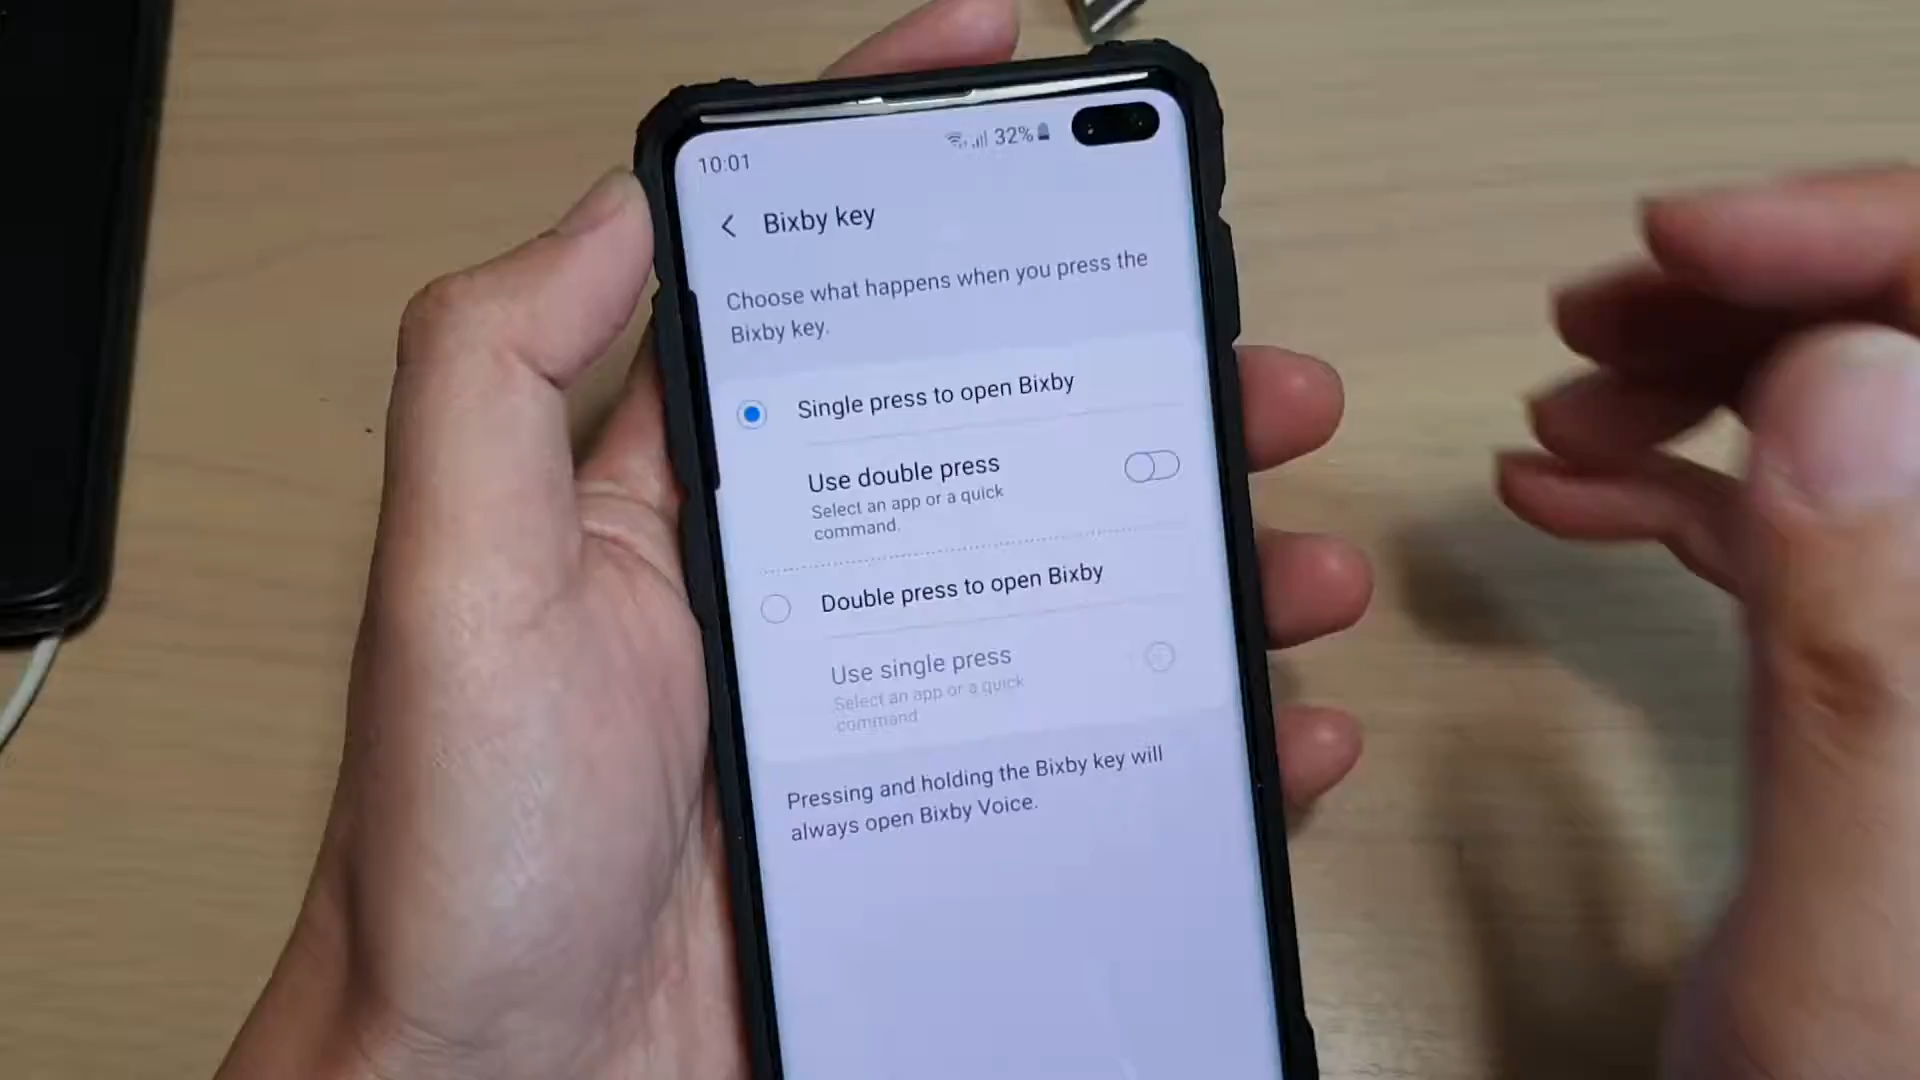 10:01
32%
Bixby key
Choose what happens when you press the
Bixby key.
Single press to open Bixby
Use double press
Select an app or a quick
command.
Double press to open Bixby
Use single press
Select an app or a quick
command.
Pressing and holding the Bixby key will
always open Bixby Voice.